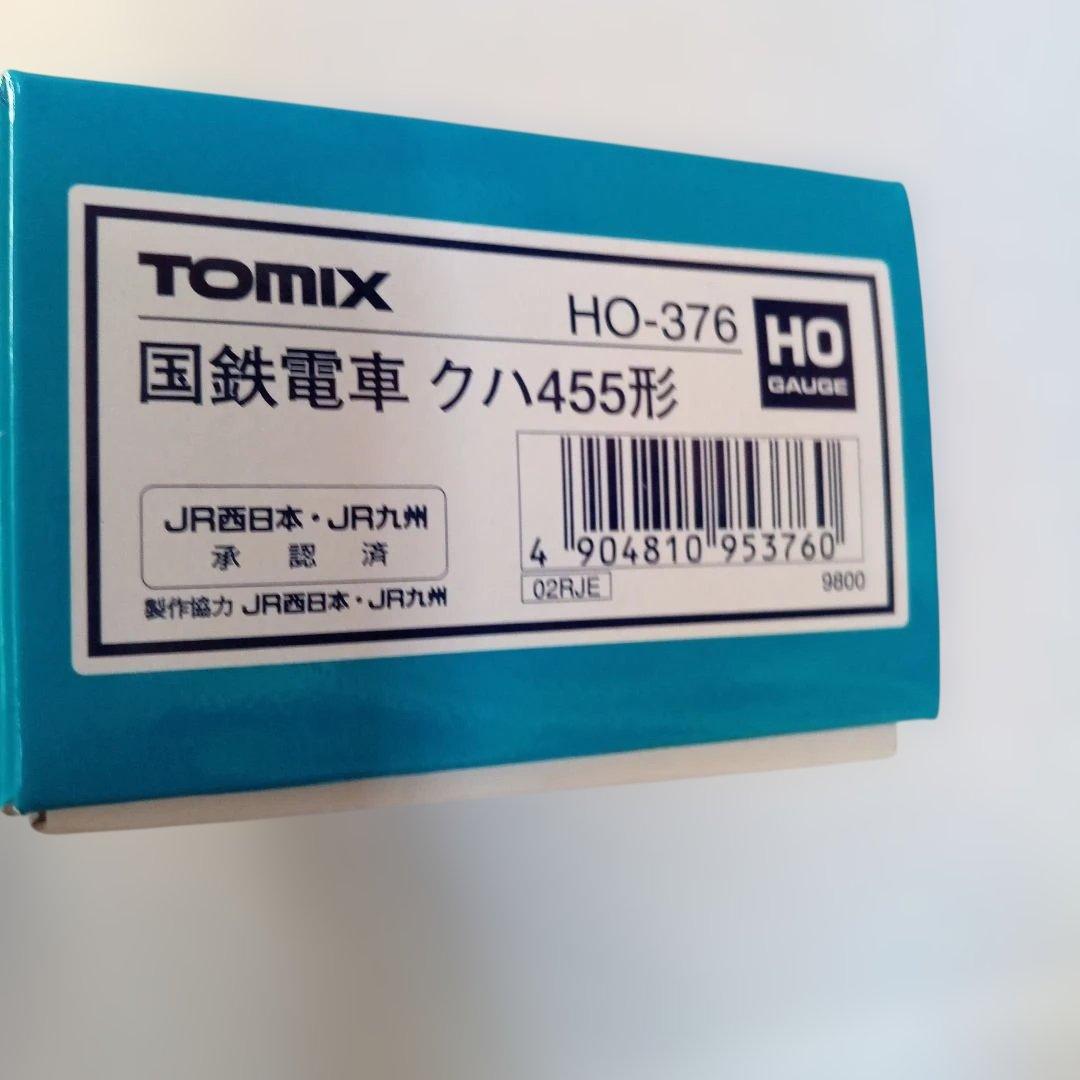 TOMIX
HO-376
HO
GAUGE
国鉄電車 クハ455形
JR西日本・JR九州
承認済
製作協力 JR西日本・JR九州
4 904810 953760
02RJE
9800